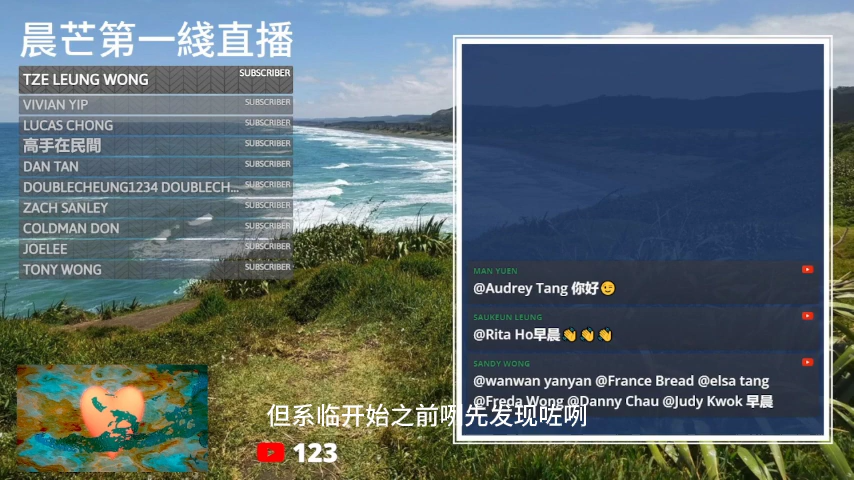 晨芒第一綫直播
TZE LEUNG WONG SUBSCRIBER
VIVIAN YIP SUBSCRIBER
LUCAS CHONG SUBSCRIBER
高手在民間 SUBSCRIBER
DAN TAN SUBSCRIBER
DOUBLECHEUNG1234 DOUBLECH... SUBSCRIBER
ZACH SANLEY SUBSCRIBER
COLDMAN DON SUBSCRIBER
JOELEE SUBSCRIBER
TONY WONG SUBSCRIBER
MAN YUEN
@Audrey Tang 你好😉
SAUKEUN LEUNG
@Rita Ho早晨👏👏👏
SANDY WONG
@wanwan yanyan @France Bread @elsa tang
@Freda Wong @Danny Chau @Judy Kwok 早晨
但系临开始之前咧先发现咗咧
123